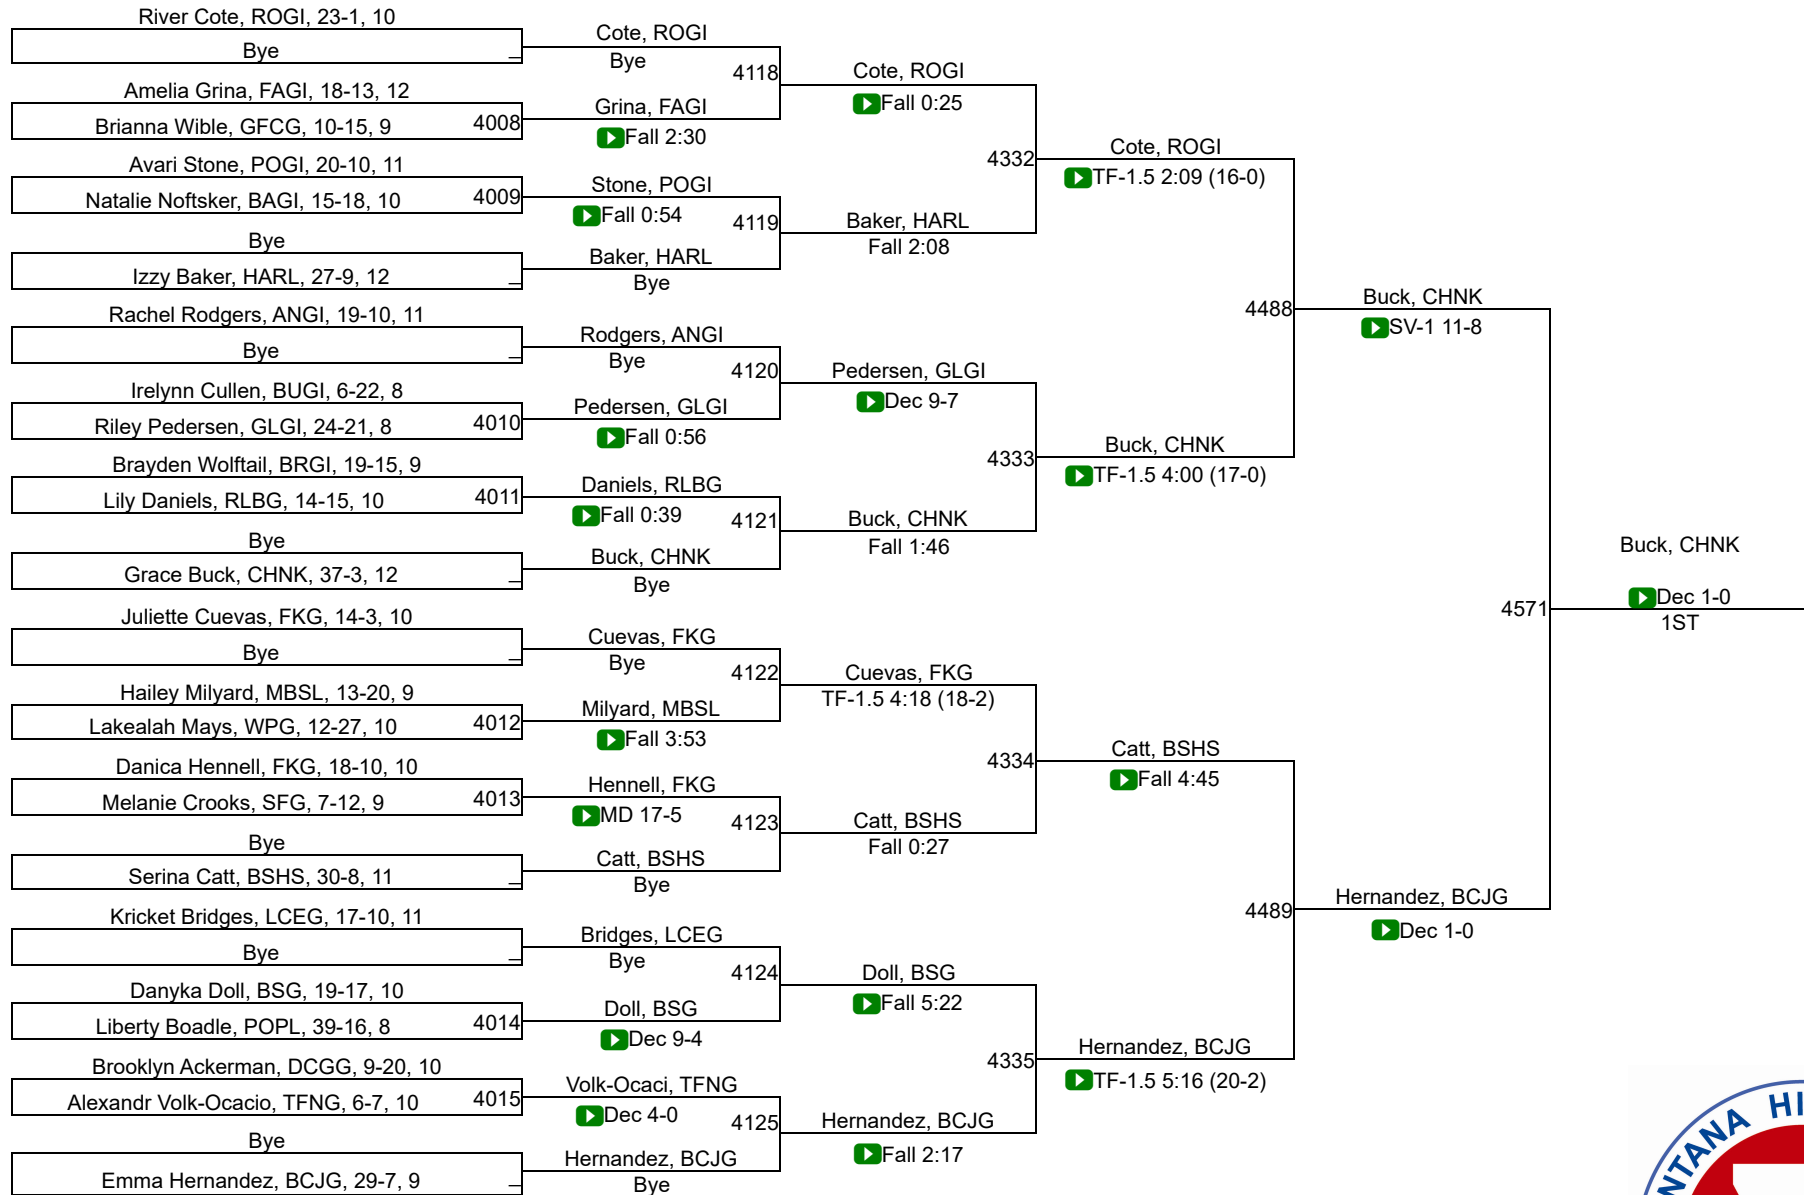 River Cote, ROGI, 23-1, 10
Bye
Amelia Grina, FAGI, 18-13, 12
Brianna Wible, GFCG, 10-15, 9
4008
Avari Stone, POGI, 20-10, 11
Natalie Noftsker, BAGI, 15-18, 10
4009
Bye
Izzy Baker, HARL, 27-9, 12
Rachel Rodgers, ANGI, 19-10, 11
Bye
Irelynn Cullen, BUGI, 6-22, 8
Riley Pedersen, GLGI, 24-21, 8
4010
Brayden Wolftail, BRGI, 19-15, 9
Lily Daniels, RLBG, 14-15, 10
4011
Bye
Grace Buck, CHNK, 37-3, 12
Juliette Cuevas, FKG, 14-3, 10
Bye
Hailey Milyard, MBSL, 13-20, 9
Lakealah Mays, WPG, 12-27, 10
4012
Danica Hennell, FKG, 18-10, 10
Melanie Crooks, SFG, 7-12, 9
4013
Bye
Serina Catt, BSHS, 30-8, 11
Kricket Bridges, LCEG, 17-10, 11
Bye
Danyka Doll, BSG, 19-17, 10
Liberty Boadle, POPL, 39-16, 8
4014
Brooklyn Ackerman, DCGG, 9-20, 10
Alexandr Volk-Ocacio, TFNG, 6-7, 10
4015
Bye
Emma Hernandez, BCJG, 29-7, 9
Cote, ROGI
Bye
4118
Grina, FAGI
Fall 2:30
Stone, POGI
Fall 0:54
4119
Baker, HARL
Bye
Rodgers, ANGI
Bye
4120
Pedersen, GLGI
Fall 0:56
Daniels, RLBG
Fall 0:39
4121
Buck, CHNK
Bye
Cuevas, FKG
Bye
4122
Milyard, MBSL
Fall 3:53
Hennell, FKG
MD 17-5
4123
Catt, BSHS
Bye
Bridges, LCEG
Bye
4124
Doll, BSG
Dec 9-4
Volk-Ocaci, TFNG
Dec 4-0
4125
Hernandez, BCJG
Bye
Cote, ROGI
Fall 0:25
4332
Baker, HARL
Fall 2:08
Pedersen, GLGI
Dec 9-7
4333
Buck, CHNK
Fall 1:46
Cuevas, FKG
TF-1.5 4:18 (18-2)
4334
Catt, BSHS
Fall 0:27
Doll, BSG
Fall 5:22
4335
Hernandez, BCJG
Fall 2:17
Cote, ROGI
TF-1.5 2:09 (16-0)
4488
Buck, CHNK
TF-1.5 4:00 (17-0)
Catt, BSHS
Fall 4:45
4489
Hernandez, BCJG
TF-1.5 5:16 (20-2)
Buck, CHNK
SV-1 11-8
4571
Hernandez, BCJG
Dec 1-0
Buck, CHNK
Dec 1-0
1ST
NTANA HI